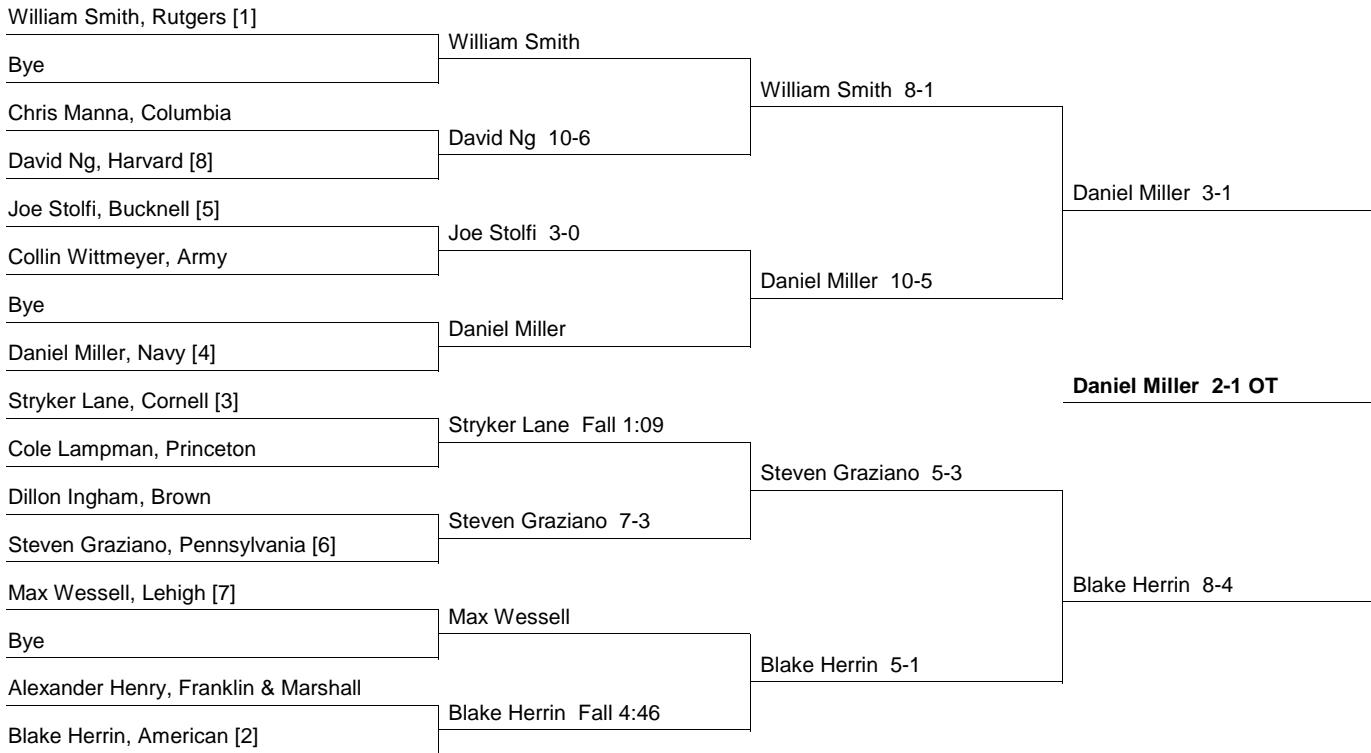 William Smith, Rutgers [1]
Bye
Chris Manna, Columbia
David Ng, Harvard [8]
Joe Stolfi, Bucknell [5]
Collin Wittmeyer, Army
Bye
Daniel Miller, Navy [4]
Stryker Lane, Cornell [3]
Cole Lampman, Princeton
Dillon Ingham, Brown
Steven Graziano, Pennsylvania [6]
Max Wessell, Lehigh [7]
Bye
Alexander Henry, Franklin & Marshall
Blake Herrin, American [2]
William Smith
David Ng 10-6
Joe Stolfi 3-0
Daniel Miller
Stryker Lane Fall 1:09
Steven Graziano 7-3
Max Wessell
Blake Herrin Fall 4:46
William Smith 8-1
Daniel Miller 10-5
Steven Graziano 5-3
Blake Herrin 5-1
Daniel Miller 3-1
Blake Herrin 8-4
Daniel Miller 2-1 OT